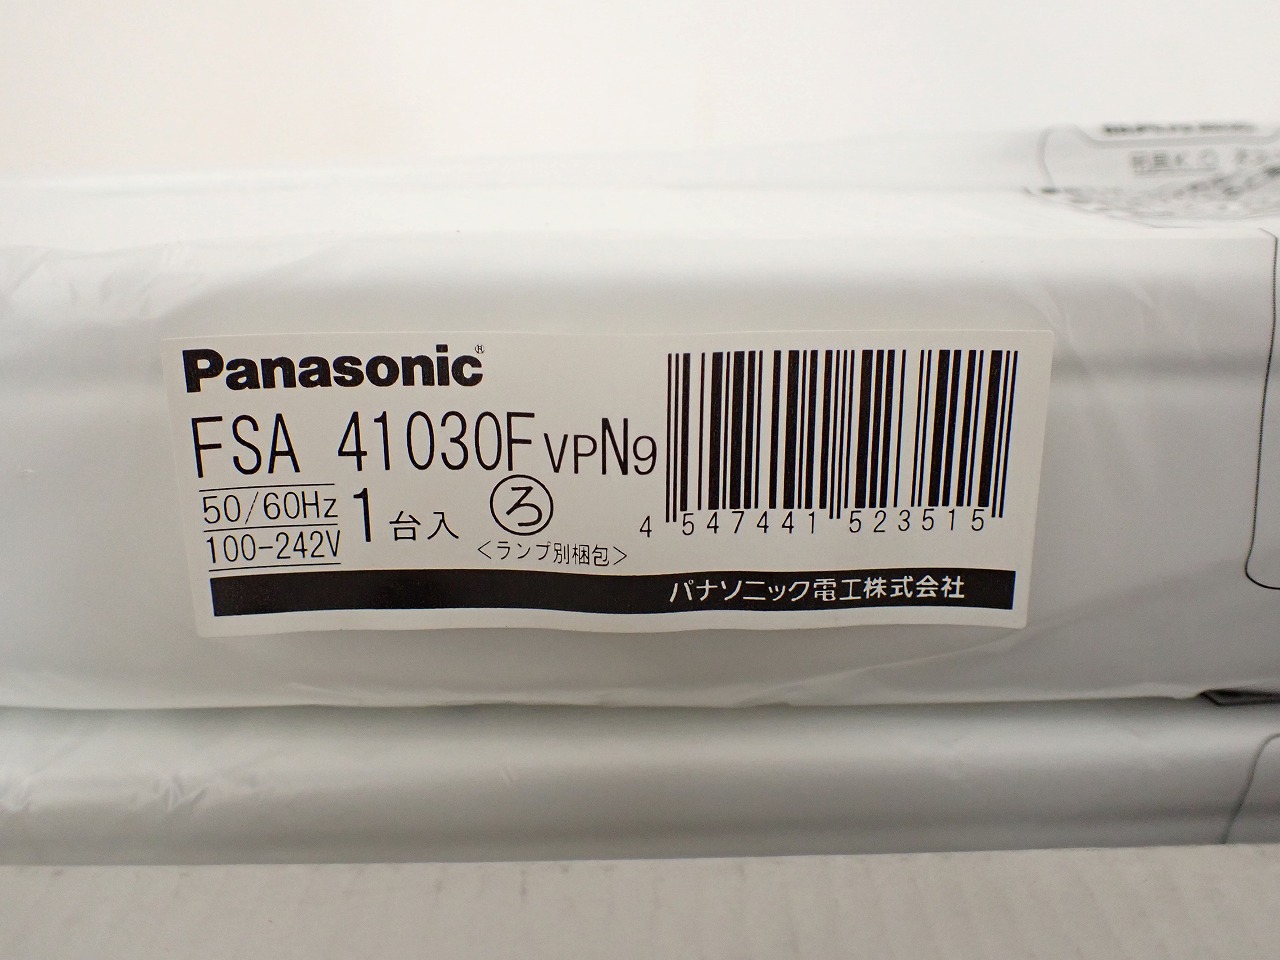 Panasonic®
FSA 41030F VPN9
50/60Hz
100-242V
1台入
ろ
<ランプ別梱包>
4 547441 523515
パナソニック電工株式会社